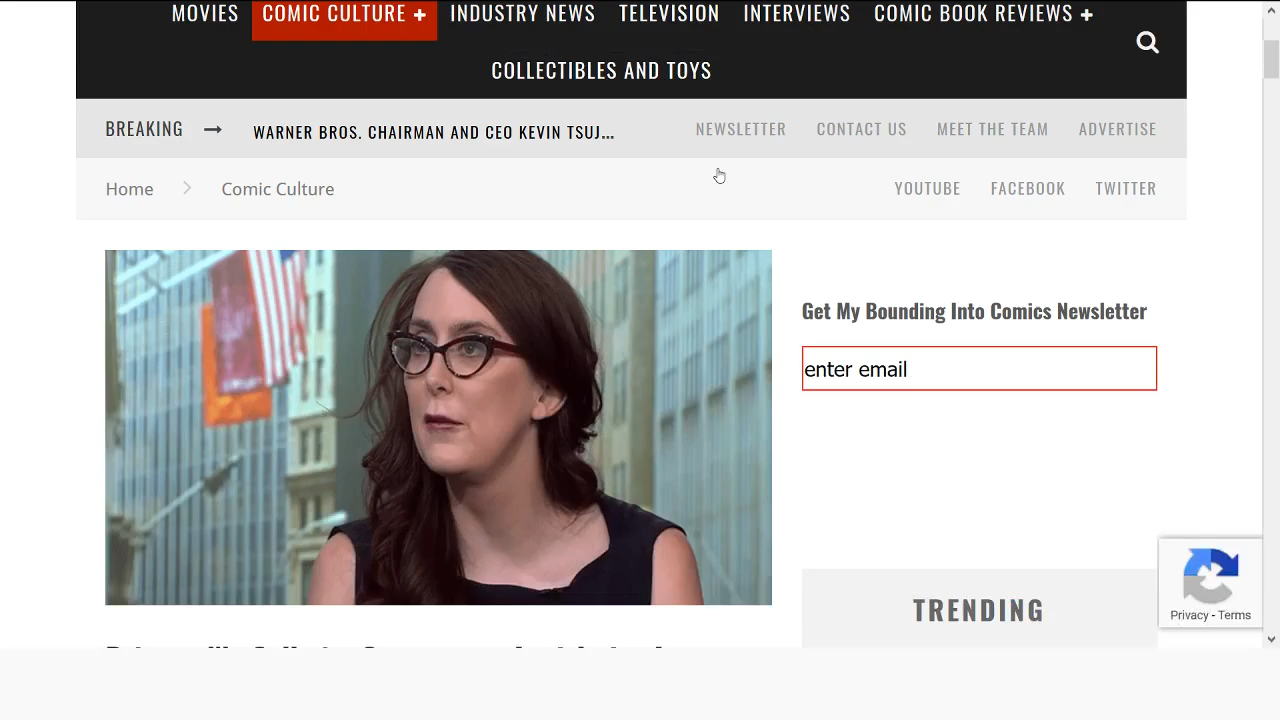 MOVIES COMIC CULTURE + INDUSTRY NEWS TELEVISION INTERVIEWS COMIC BOOK REVIEWS +
COLLECTIBLES AND TOYS
BREAKING → WARNER BROS. CHAIRMAN AND CEO KEVIN TSUJ... NEWSLETTER CONTACT US MEET THE TEAM ADVERTISE
Home > Comic Culture YOUTUBE FACEBOOK TWITTER
Get My Bounding Into Comics Newsletter
enter email
TRENDING
Privacy - Terms